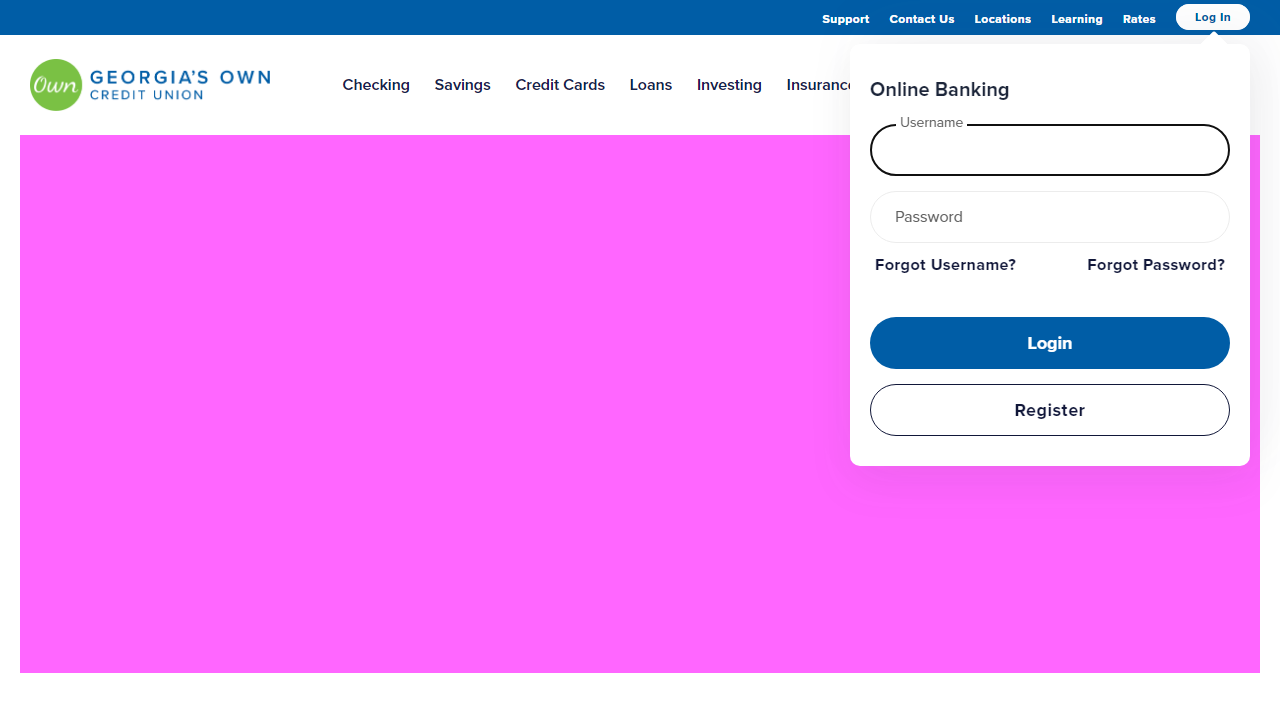 Support Contact Us Locations Learning Rates Log In
Own GEORGIA'S OWN
CREDIT UNION
Checking Savings Credit Cards Loans Investing Insurance
Online Banking
Username
Password
Forgot Username? Forgot Password?
Login
Register